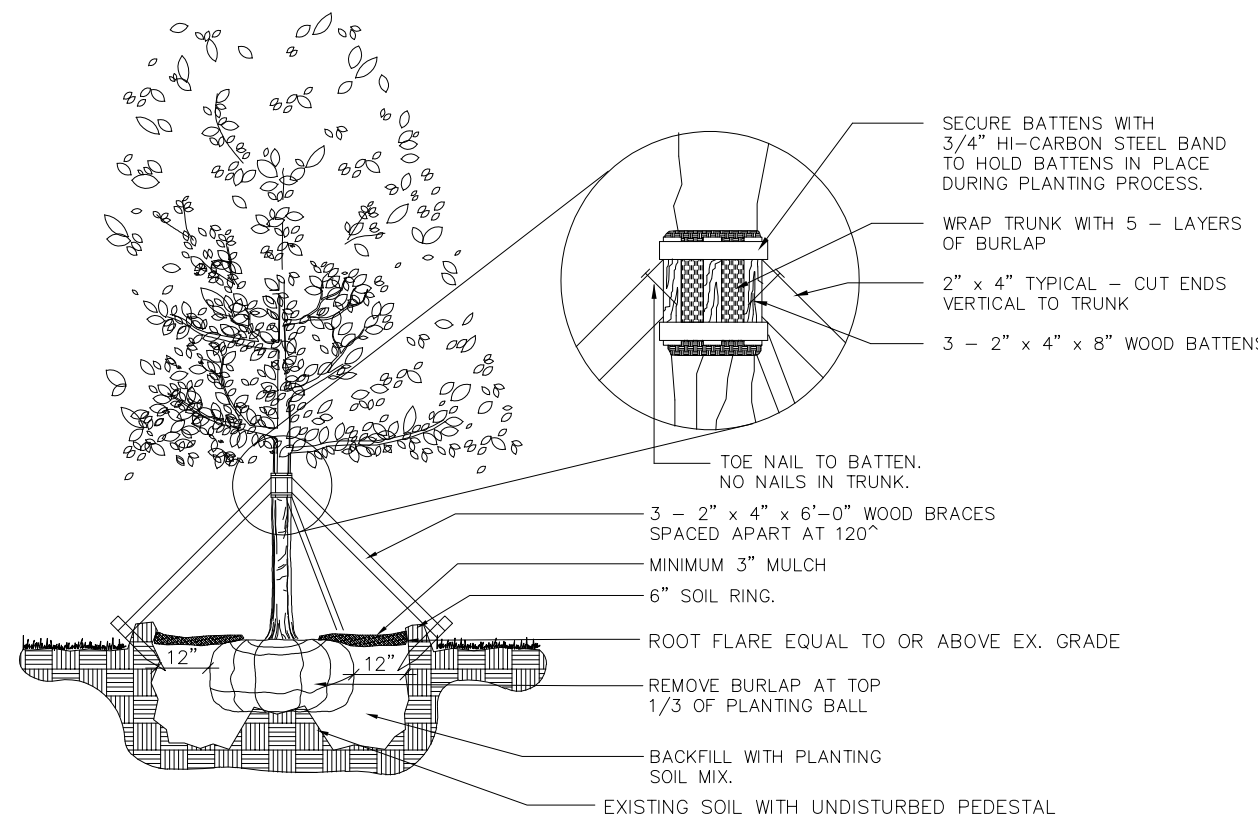 SECURE BATTENS WITH
3/4" HI-CARBON STEEL BAND
TO HOLD BATTENS IN PLACE
DURING PLANTING PROCESS.
WRAP TRUNK WITH 5 - LAYERS
OF BURLAP
2" x 4" TYPICAL - CUT ENDS
VERTICAL TO TRUNK
3 - 2" x 4" x 8" WOOD BATTENS
TOE NAIL TO BATTEN.
NO NAILS IN TRUNK.
3 - 2" x 4" x 6'-0" WOOD BRACES
SPACED APART AT 120^
MINIMUM 3" MULCH
6" SOIL RING.
ROOT FLARE EQUAL TO OR ABOVE EX. GRADE
12"
12"
REMOVE BURLAP AT TOP
1/3 OF PLANTING BALL
BACKFILL WITH PLANTING
SOIL MIX.
EXISTING SOIL WITH UNDISTURBED PEDESTAL